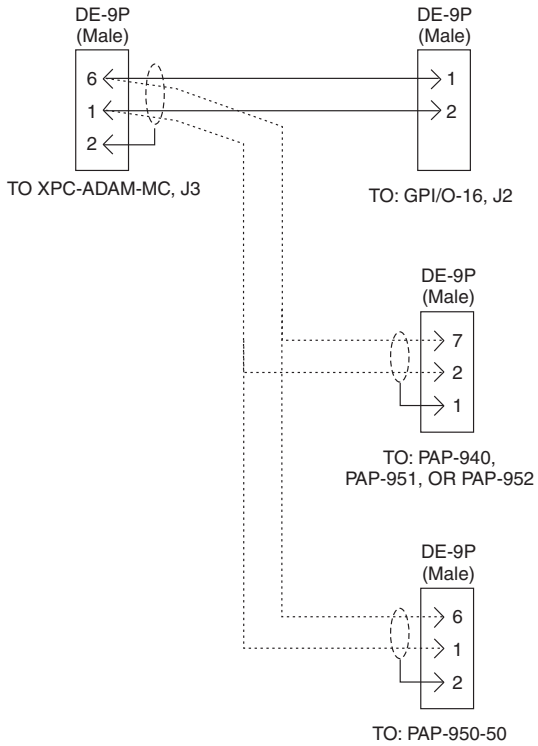 DE-9P
(Male)
6
1
2
TO XPC-ADAM-MC, J3
DE-9P
(Male)
1
2
TO: GPI/O-16, J2
DE-9P
(Male)
7
2
1
TO: PAP-940,
PAP-951, OR PAP-952
DE-9P
(Male)
6
1
2
TO: PAP-950-50